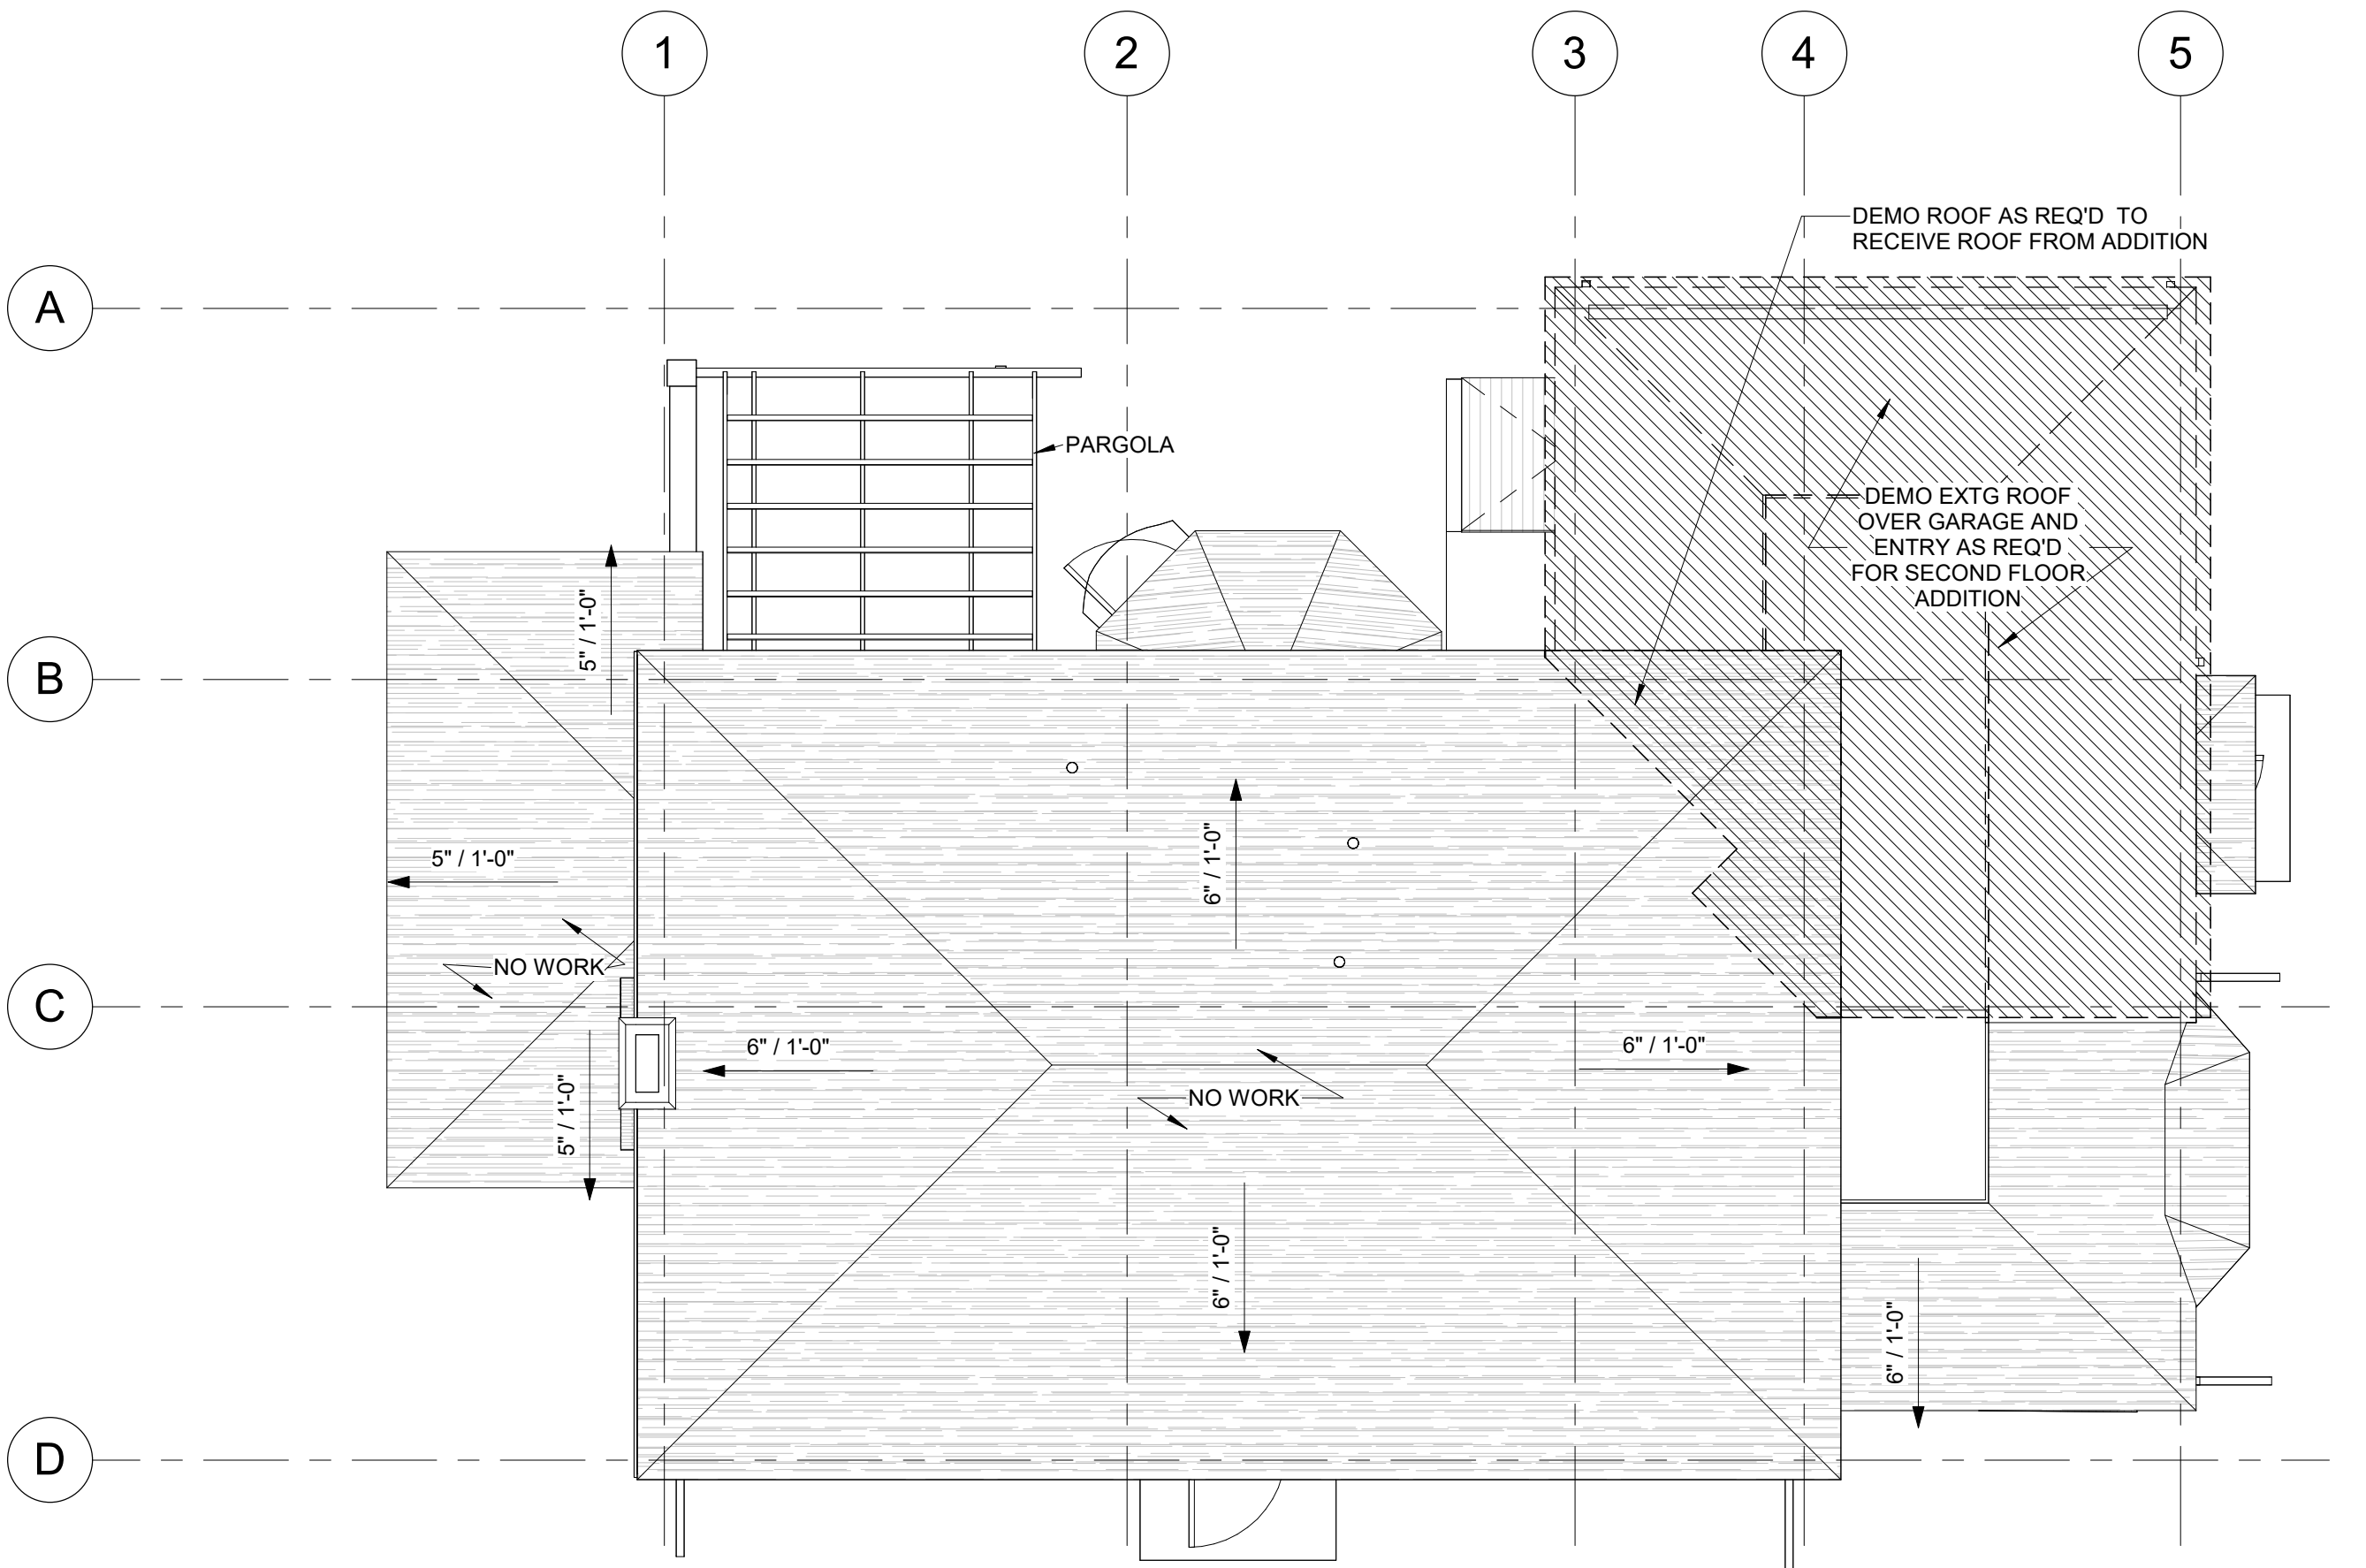 1
2
3
4
5
DEMO ROOF AS REQ'D TO
RECEIVE ROOF FROM ADDITION
A
PARGOLA
DEMO EXTG ROOF
OVER GARAGE AND
ENTRY AS REQ'D
FOR SECOND FLOOR
ADDITION
5" / 1'-0"
B
5" / 1'-0"
6" / 1'-0"
NO WORK
C
6" / 1'-0"
6" / 1'-0"
NO WORK
5" / 1'-0"
6" / 1'-0"
6" / 1'-0"
D